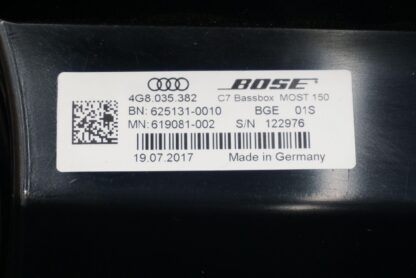 BOSE
4G8.035.382 C7 Bassbox MOST 150
BN: 625131-0010 BGE 01S
MN: 619081-002 S/N 122976
19.07.2017 Made in Germany